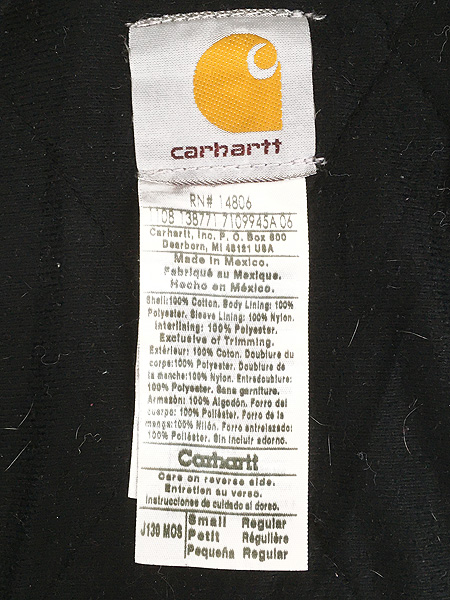 carhartt
RN# 14806
1108 138771 7109945A 06
Carhartt, Inc. P. O. Box 600
Dearborn, MI 48121 USA
Made in Mexico.
Fabriqué au Mexique.
Hecho en México.
Shell:100% Cotton. Body Lining: 100%
Polyester. Sleeve Lining: 100% Nylon.
Interlining: 100% Polyester.
Exclusive of Trimming.
Extérieur: 100% Coton. Doublure du
corps:100% Polyester. Doublure de
la manche:100% Nylon. Entredoublure:
100% Polyester. Sans garniture.
Armazón: 100% Algodón. Forro del
cuerpo: 100% Poliéster. Forro de la
manga:100% Nilón. Forro entrelazado:
100% Poliéster. Sin incluir adorno.
Carhartt
Care on reverse side.
Entretien au verso.
Instrucciones de cuidado al dorso.
J130 MOS
Small Regular
Petit Régulière
Pequeña Regular